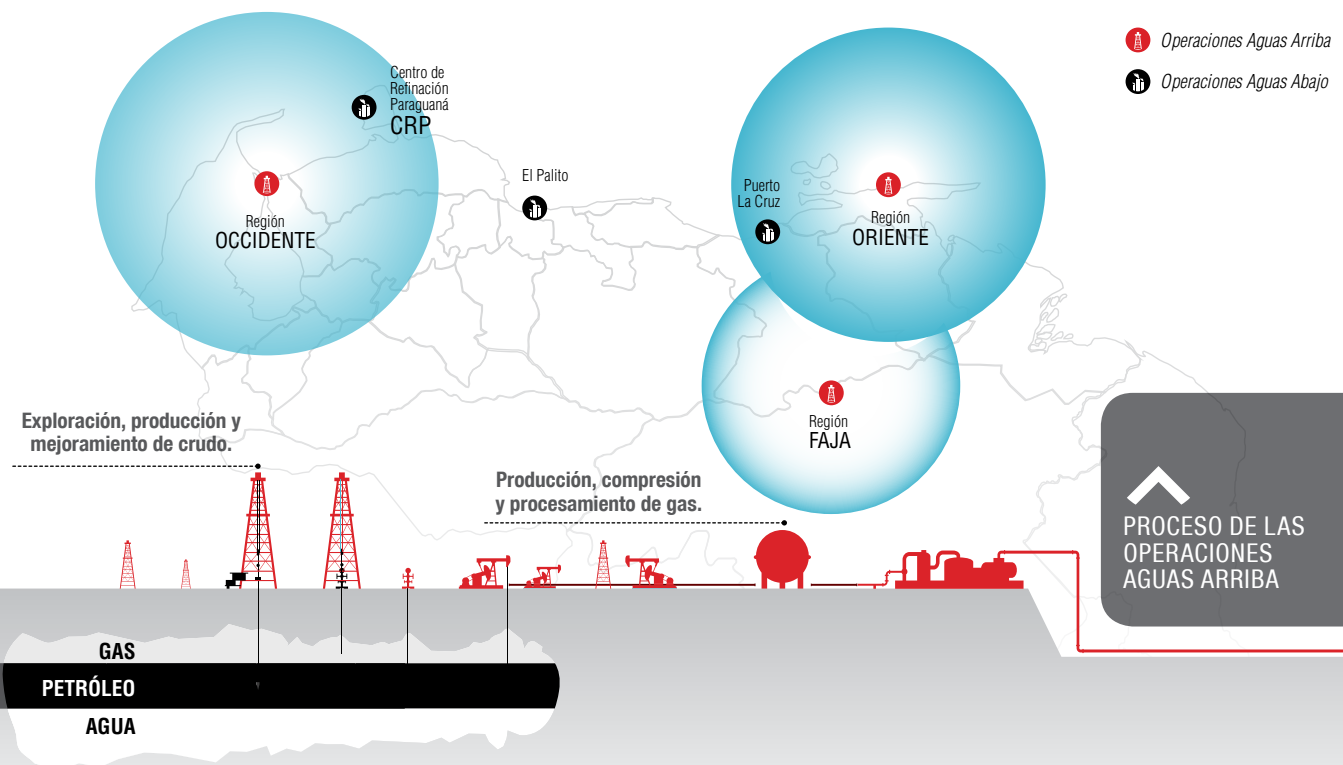 Operaciones Aguas Arriba
Operaciones Aguas Abajo
Centro de
Refinación
Paraguaná
CRP
El Palito
Puerto
La Cruz
Región
OCCIDENTE
Región
ORIENTE
Región
FAJA
Exploración, producción y
mejoramiento de crudo.
Producción, compresión
y procesamiento de gas.
PROCESO DE LAS
OPERACIONES
AGUAS ARRIBA
GAS
PETRÓLEO
AGUA